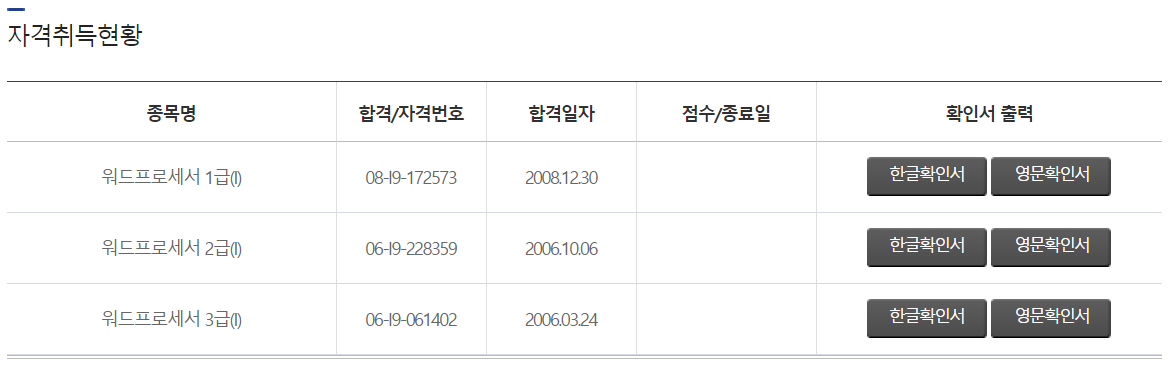 자격취득현황
종목명 합격/자격번호 합격일자 점수/종료일 확인서 출력
워드프로세서 1급(I) 08-I9-172573 2008.12.30 한글확인서 영문확인서
워드프로세서 2급(I) 06-I9-228359 2006.10.06 한글확인서 영문확인서
워드프로세서 3급(I) 06-I9-061402 2006.03.24 한글확인서 영문확인서